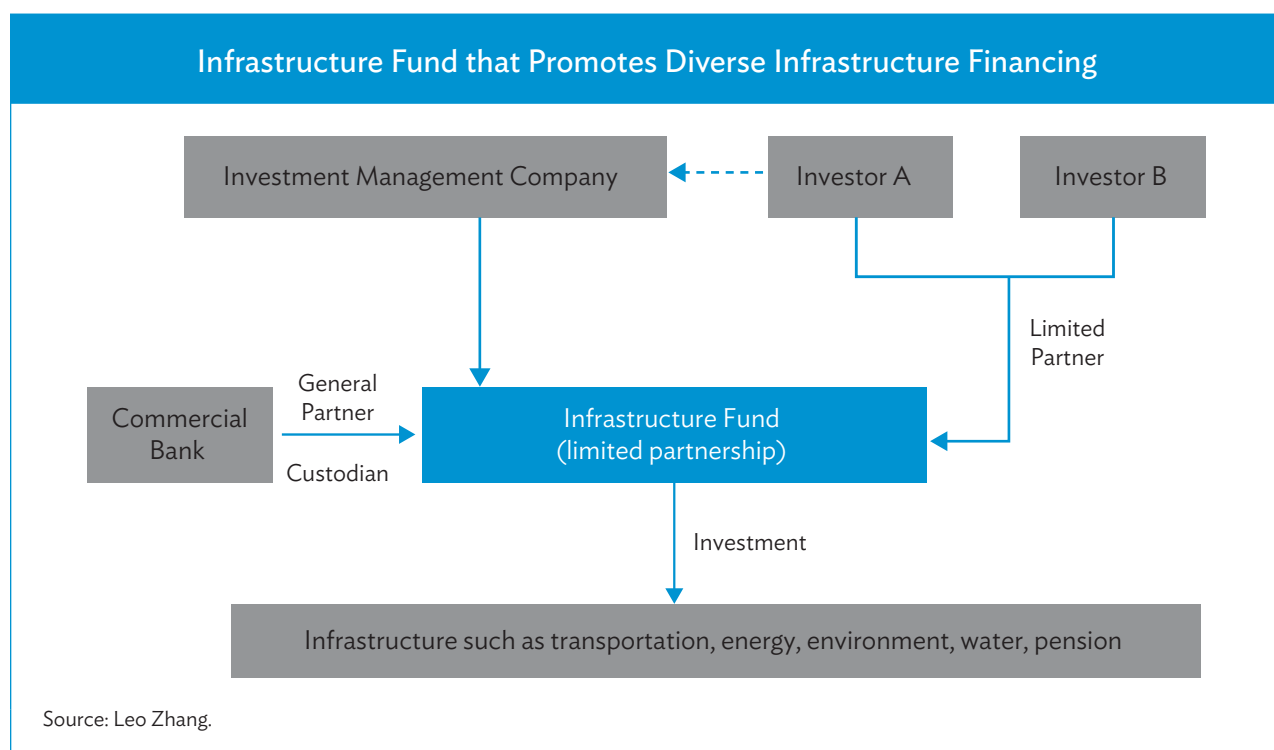 Infrastructure Fund that Promotes Diverse Infrastructure Financing
Investment Management Company
Investor A
Investor B
Limited
Partner
General
Partner
Commercial
Bank
Custodian
Infrastructure Fund
(limited partnership)
Investment
Infrastructure such as transportation, energy, environment, water, pension
Source: Leo Zhang.